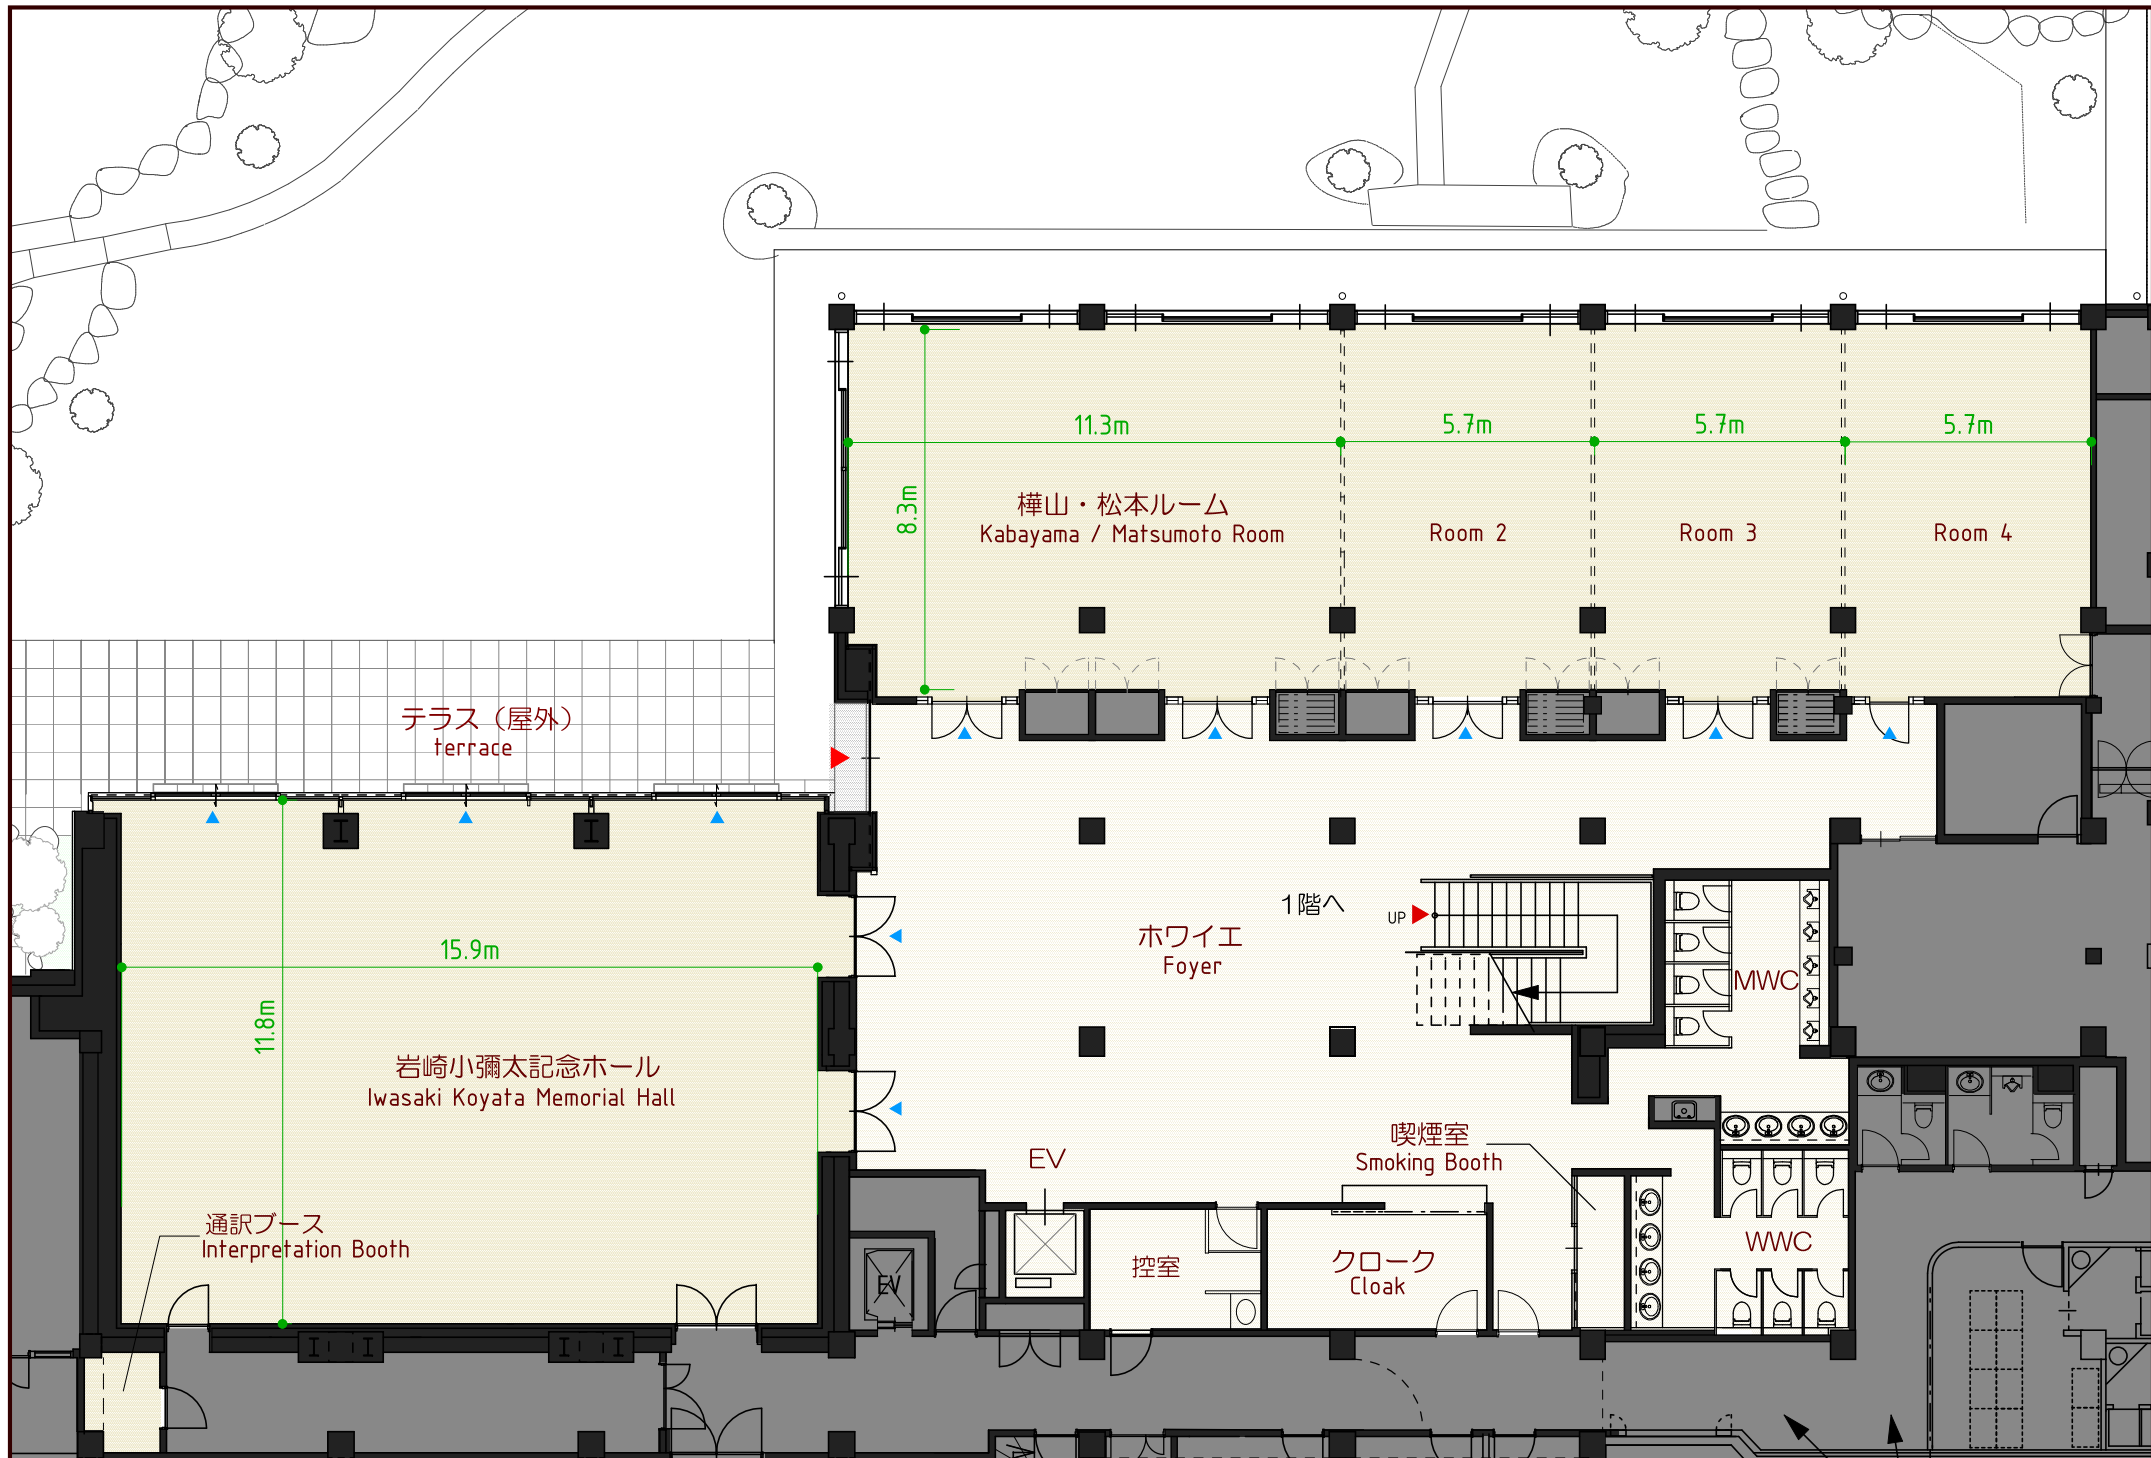 11.3m
5.7m
5.7m
5.7m
8.3m
樺山・松本ルーム
Kabayama / Matsumoto Room
Room 2
Room 3
Room 4
テラス（屋外）
terrace
1階へ
UP
ホワイエ
Foyer
15.9m
11.8m
MWC
岩崎小彌太記念ホール
Iwasaki Koyata Memorial Hall
喫煙室
Smoking Booth
EV
通訳ブース
Interpretation Booth
控室
クローク
Cloak
WWC
EV